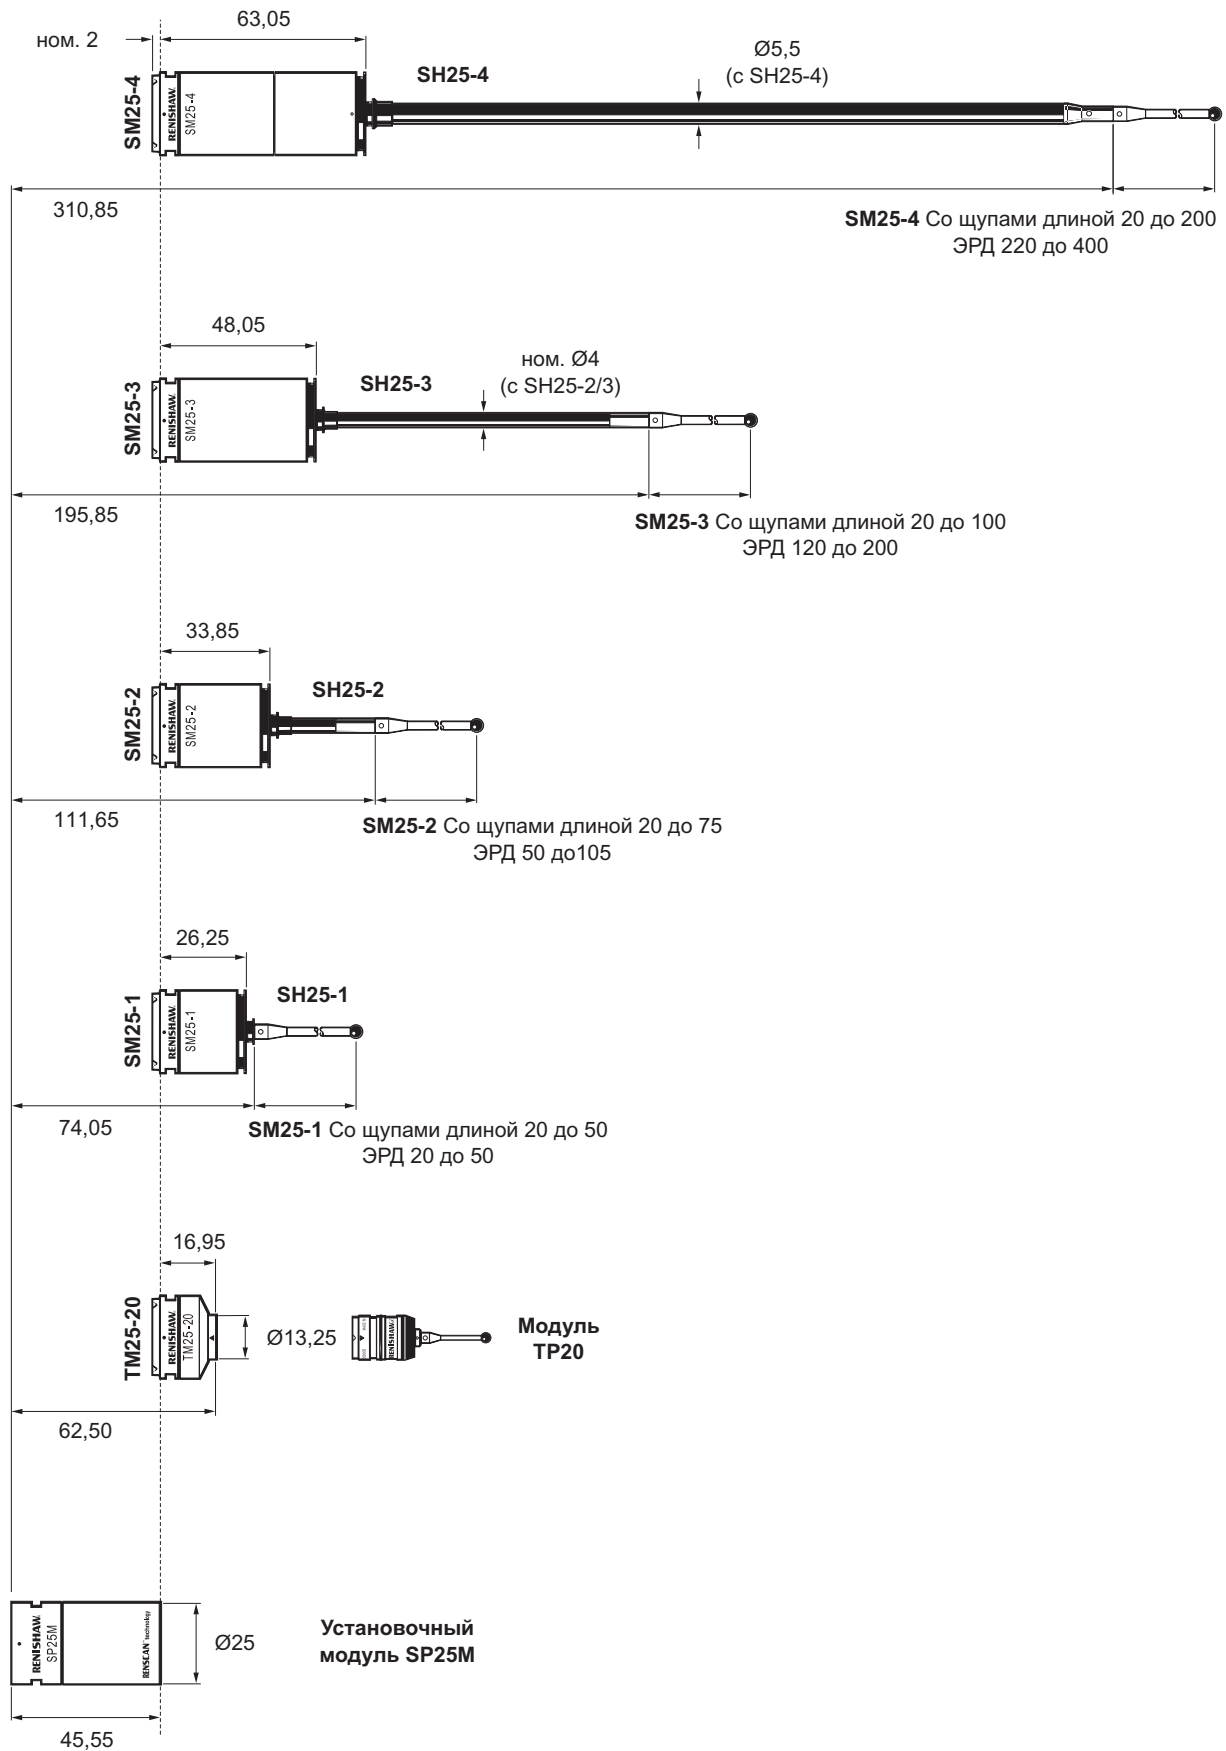 63,05
ном. 2
SM25-4
RENISHAW
SM25-4
SH25-4
Ø5,5
(с SH25-4)
310,85
SM25-4 Со щупами длиной 20 до 200
ЭРД 220 до 400
48,05
SM25-3
RENISHAW
SM25-3
SH25-3
ном. Ø4
(с SH25-2/3)
195,85
SM25-3 Со щупами длиной 20 до 100
ЭРД 120 до 200
33,85
SM25-2
RENISHAW
SM25-2
SH25-2
111,65
SM25-2 Со щупами длиной 20 до 75
ЭРД 50 до105
26,25
SM25-1
RENISHAW
SM25-1
SH25-1
74,05
SM25-1 Со щупами длиной 20 до 50
ЭРД 20 до 50
16,95
TM25-20
RENISHAW
TM25-20
Ø13,25
RENISHAW
Модуль
TP20
62,50
RENISHAW
SP25M
RENSCAN technology
Ø25
Установочный
модуль SP25M
45,55